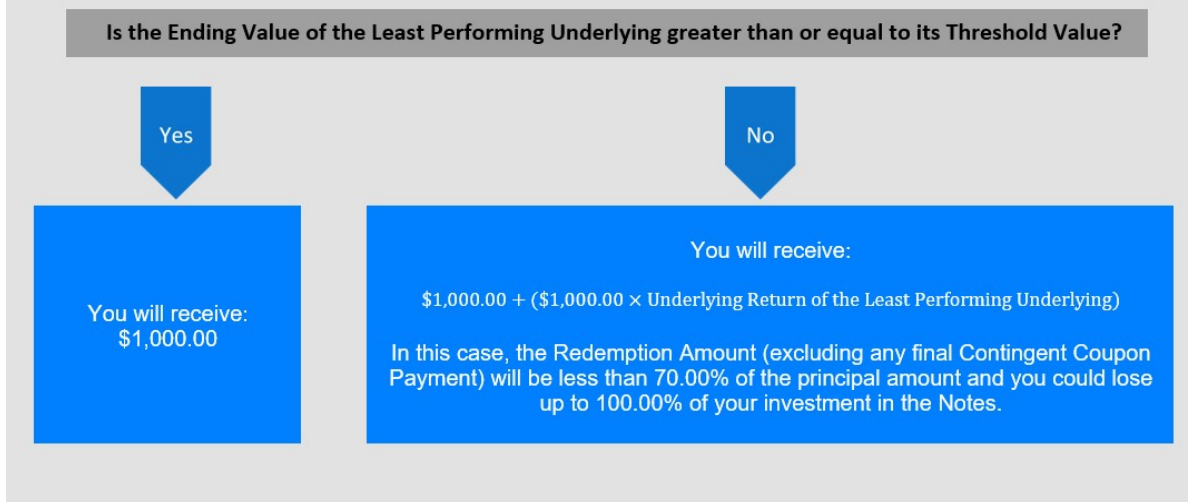 Is the Ending Value of the Least Performing Underlying greater than or equal to its Threshold Value?
Yes
No
You will receive:
$1,000.00
You will receive:
$1,000.00 + ($1,000.00 × Underlying Return of the Least Performing Underlying)
In this case, the Redemption Amount (excluding any final Contingent Coupon
Payment) will be less than 70.00% of the principal amount and you could lose
up to 100.00% of your investment in the Notes.